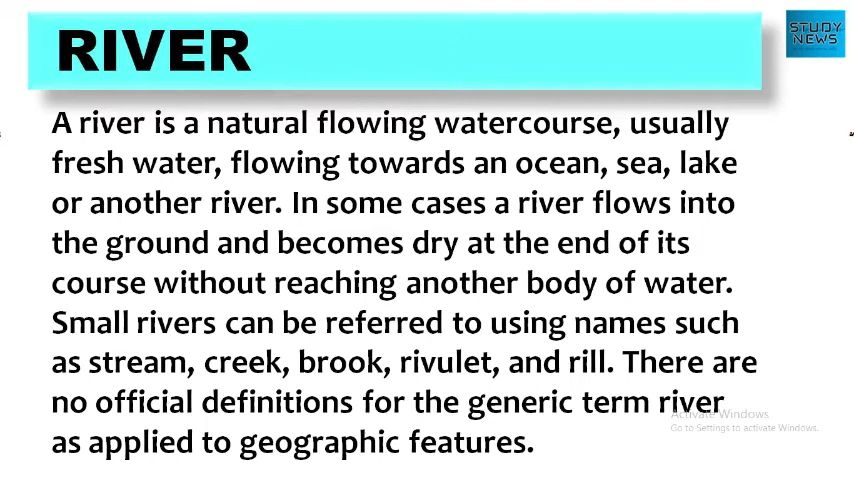 RIVER
STUDY
NEWS
A river is a natural flowing watercourse, usually
fresh water, flowing towards an ocean, sea, lake
or another river. In some cases a river flows into
the ground and becomes dry at the end of its
course without reaching another body of water.
Small rivers can be referred to using names such
as stream, creek, brook, rivulet, and rill. There are
no official definitions for the generic term river
as applied to geographic features.
Activate Windows
Go to Settings to activate Windows.